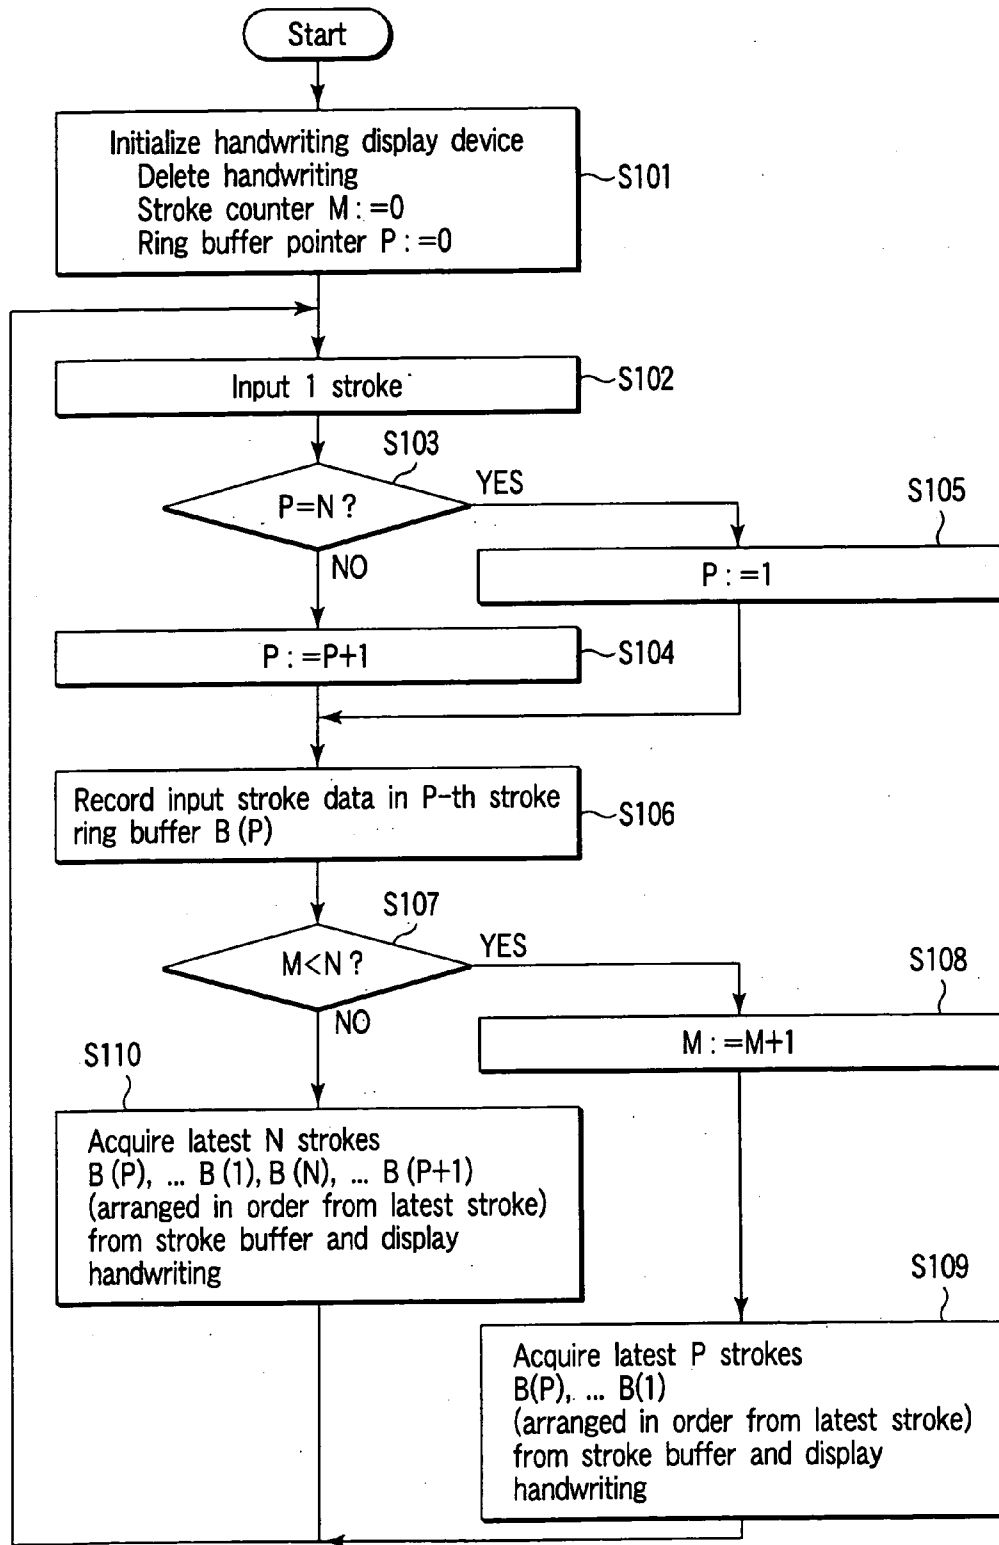 Start
Initialize handwriting display device
Delete handwriting
Stroke counter M:=0
Ring buffer pointer P:=0
S101
Input 1 stroke
S102
S103
P=N?
YES
NO
S105
P:=1
P:=P+1
S104
Record input stroke data in P-th stroke
ring buffer B(P)
S106
S107
M<N?
YES
NO
S108
M:=M+1
S110
Acquire latest N strokes
B(P), ... B(1), B(N), ... B(P+1)
(arranged in order from latest stroke)
from stroke buffer and display
handwriting
S109
Acquire latest P strokes
B(P), ... B(1)
(arranged in order from latest stroke)
from stroke buffer and display
handwriting